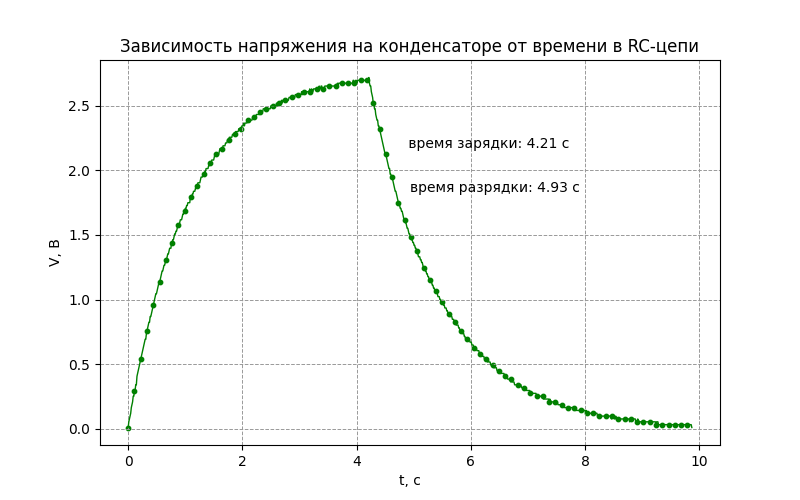 Зависимость напряжения на конденсаторе от времени в RC-цепи
V, В
2.5
2.0
1.5
1.0
0.5
0.0
время зарядки: 4.21 с
время разрядки: 4.93 с
0 2 4 6 8 10
t, с